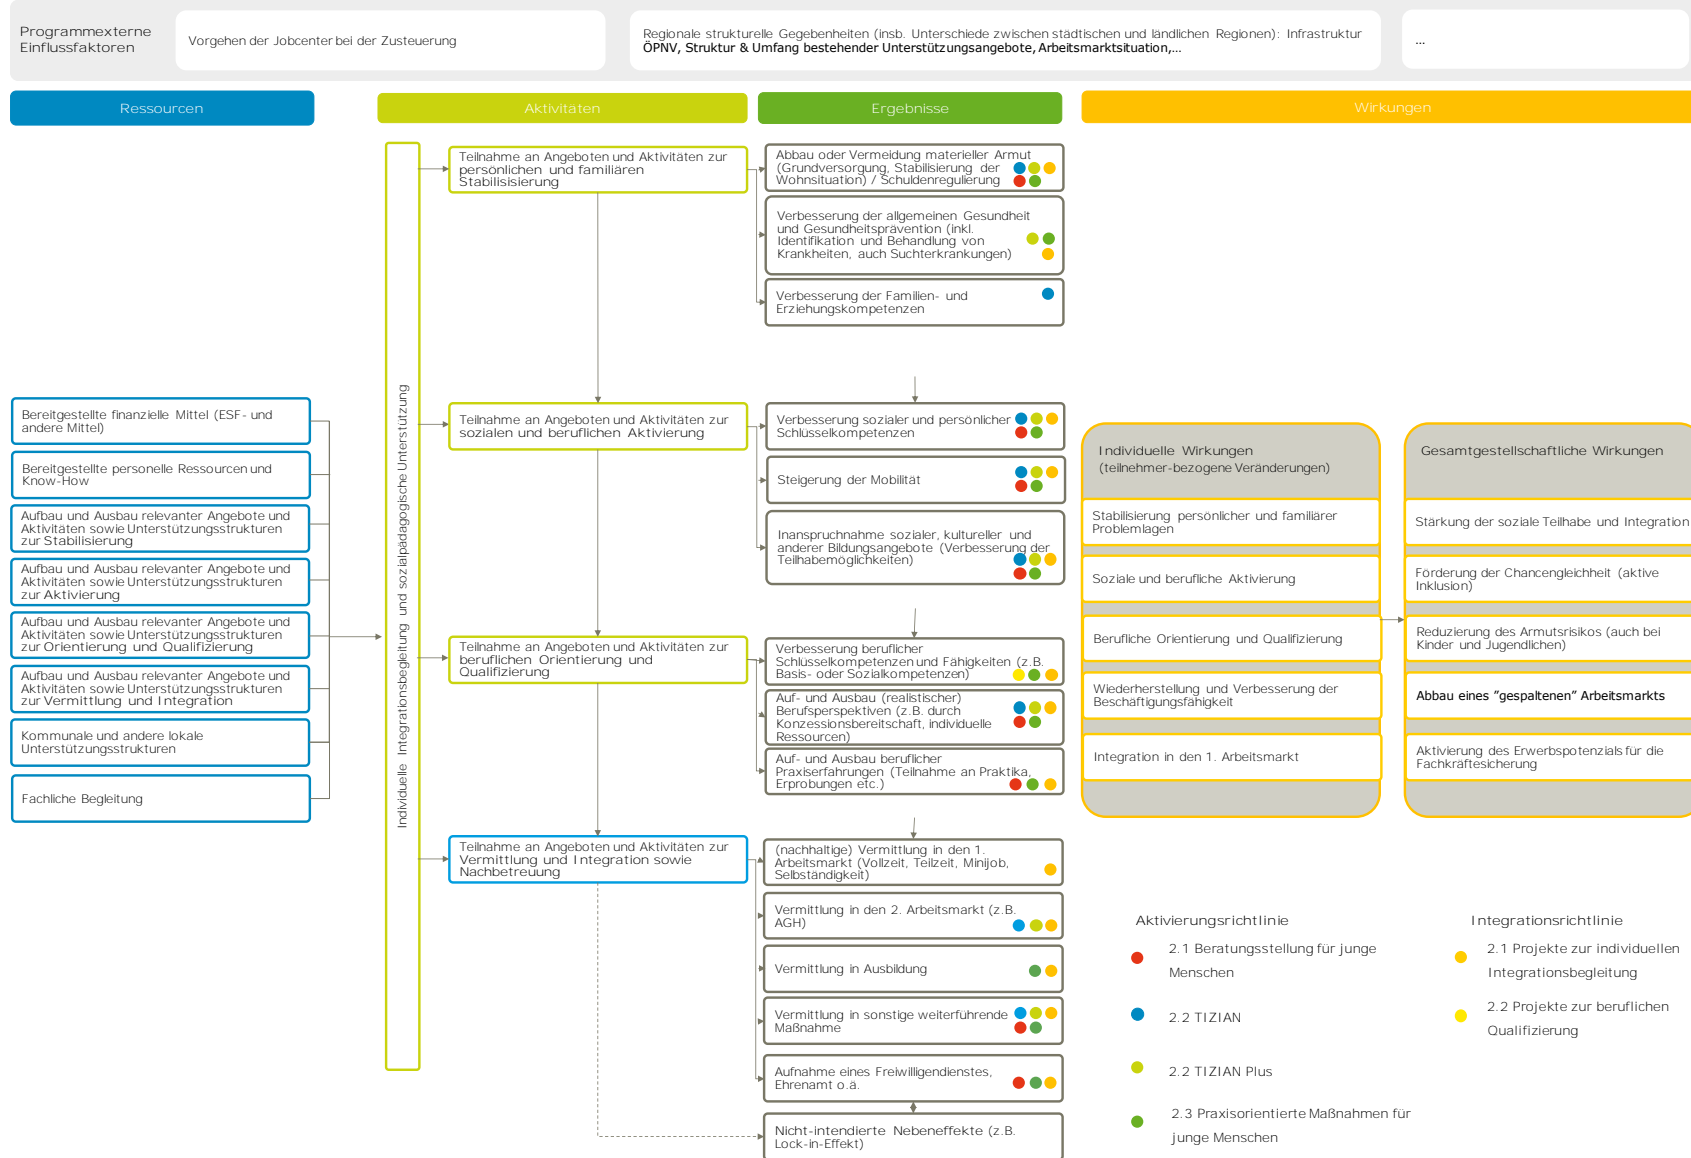 Programmexterne
Einflussfaktoren
Vorgehen der Jobcenter bei der Zusteuerung
Regionale strukturelle Gegebenheiten (insb. Unterschiede zwischen städtischen und ländlichen Regionen): Infrastruktur
ÖPNV, Struktur & Umfang bestehender Unterstützungsangebote, Arbeitsmarktsituation,...
...
Ressourcen
Aktivitäten
Ergebnisse
Wirkungen
Bereitgestellte finanzielle Mittel (ESF- und
andere Mittel)
Bereitgestellte personelle Ressourcen und
Know-How
Aufbau und Ausbau relevanter Angebote und
Aktivitäten sowie Unterstützungsstrukturen
zur Stabilisierung
Aufbau und Ausbau relevanter Angebote und
Aktivitäten sowie Unterstützungsstrukturen
zur Aktivierung
Aufbau und Ausbau relevanter Angebote und
Aktivitäten sowie Unterstützungsstrukturen
zur Orientierung und Qualifizierung
Aufbau und Ausbau relevanter Angebote und
Aktivitäten sowie Unterstützungsstrukturen
zur Vermittlung und Integration
Kommunale und andere lokale
Unterstützungsstrukturen
Fachliche Begleitung
Individuelle Integrationsbegleitung und sozialpädagogische Unterstützung
Teilnahme an Angeboten und Aktivitäten zur
persönlichen und familiären
Stabilisisierung
Teilnahme an Angeboten und Aktivitäten zur
sozialen und beruflichen Aktivierung
Teilnahme an Angeboten und Aktivitäten zur
beruflichen Orientierung und
Qualifizierung
Teilnahme an Angeboten und Aktivitäten zur
Vermittlung und Integration sowie
Nachbetreuung
Abbau oder Vermeidung materieller Armut
(Grundversorgung, Stabilisierung der
Wohnsituation) / Schuldenregulierung
Verbesserung der allgemeinen Gesundheit
und Gesundheitsprävention (inkl.
Identifikation und Behandlung von
Krankheiten, auch Suchterkrankungen)
Verbesserung der Familien- und
Erziehungskompetenzen
Verbesserung sozialer und persönlicher
Schlüsselkompetenzen
Steigerung der Mobilität
Inanspruchnahme sozialer, kultureller und
anderer Bildungsangebote (Verbesserung der
Teilhabemöglichkeiten)
Verbesserung beruflicher
Schlüsselkompetenzen und Fähigkeiten (z.B.
Basis- oder Sozialkompetenzen)
Auf- und Ausbau (realistischer)
Berufsperspektiven (z.B. durch
Konzessionsbereitschaft, individuelle
Ressourcen)
Auf- und Ausbau beruflicher
Praxiserfahrungen (Teilnahme an Praktika,
Erprobungen etc.)
(nachhaltige) Vermittlung in den 1.
Arbeitsmarkt (Vollzeit, Teilzeit, Minijob,
Selbständigkeit)
Vermittlung in den 2. Arbeitsmarkt (z.B.
AGH)
Vermittlung in Ausbildung
Vermittlung in sonstige weiterführende
Maßnahme
Aufnahme eines Freiwilligendienstes,
Ehrenamt o.ä.
Nicht-intendierte Nebeneffekte (z.B.
Lock-in-Effekt)
Individuelle Wirkungen
(teilnehmer-bezogene Veränderungen)
Stabilisierung persönlicher und familiärer
Problemlagen
Soziale und berufliche Aktivierung
Berufliche Orientierung und Qualifizierung
Wiederherstellung und Verbesserung der
Beschäftigungsfähigkeit
Integration in den 1. Arbeitsmarkt
Gesamtgestellschaftliche Wirkungen
Stärkung der soziale Teilhabe und Integration
Förderung der Chancengleichheit (aktive
Inklusion)
Reduzierung des Armutsrisikos (auch bei
Kinder und Jugendlichen)
Abbau eines "gespaltenen" Arbeitsmarkts
Aktivierung des Erwerbspotenzials für die
Fachkräftesicherung
Aktivierungsrichtlinie
2.1 Beratungsstellung für junge
Menschen
2.2 TIZIAN
2.2 TIZIAN Plus
2.3 Praxisorientierte Maßnahmen für
junge Menschen
Integrationsrichtlinie
2.1 Projekte zur individuellen
Integrationsbegleitung
2.2 Projekte zur beruflichen
Qualifizierung